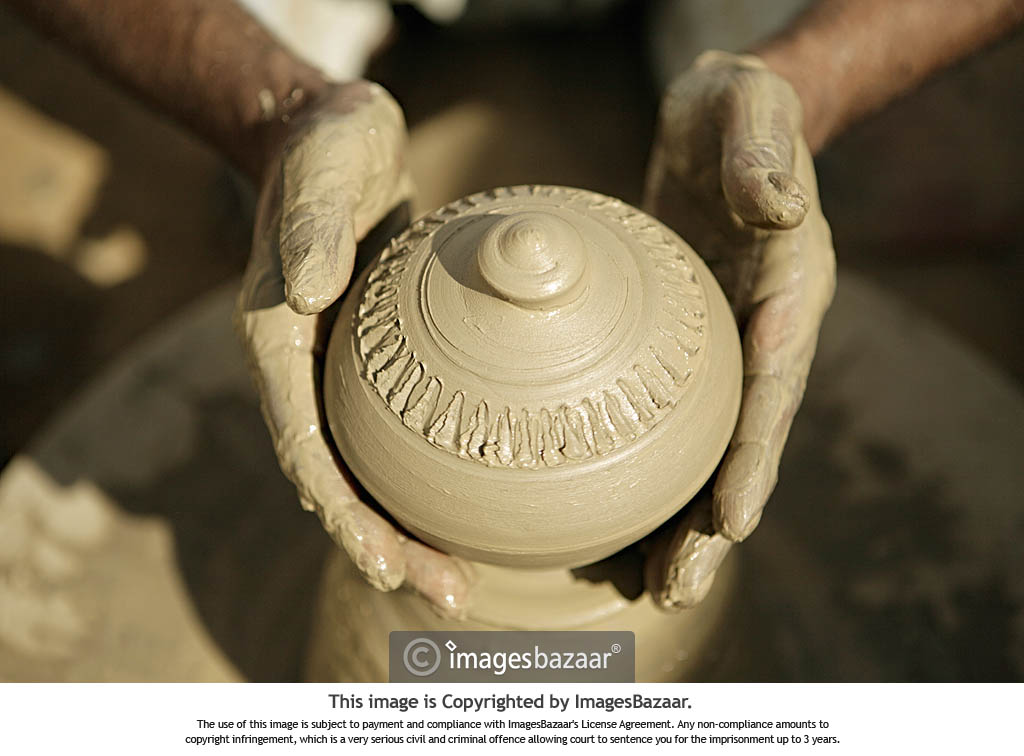 © imagesbazaar®
This image is Copyrighted by ImagesBazaar.
The use of this image is subject to payment and compliance with ImagesBazaar's License Agreement. Any non-compliance amounts to
copyright infringement, which is a very serious civil and criminal offence allowing court to sentence you for the imprisonment up to 3 years.